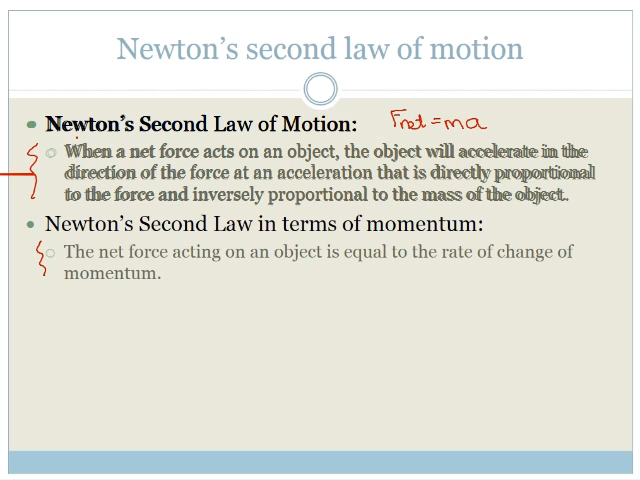 Newton's second law of motion
Newton's Second Law of Motion: Fnet = ma
When a net force acts on an object, the object will accelerate in the
direction of the force at an acceleration that is directly proportional
to the force and inversely proportional to the mass of the object.
Newton's Second Law in terms of momentum:
The net force acting on an object is equal to the rate of change of
momentum.